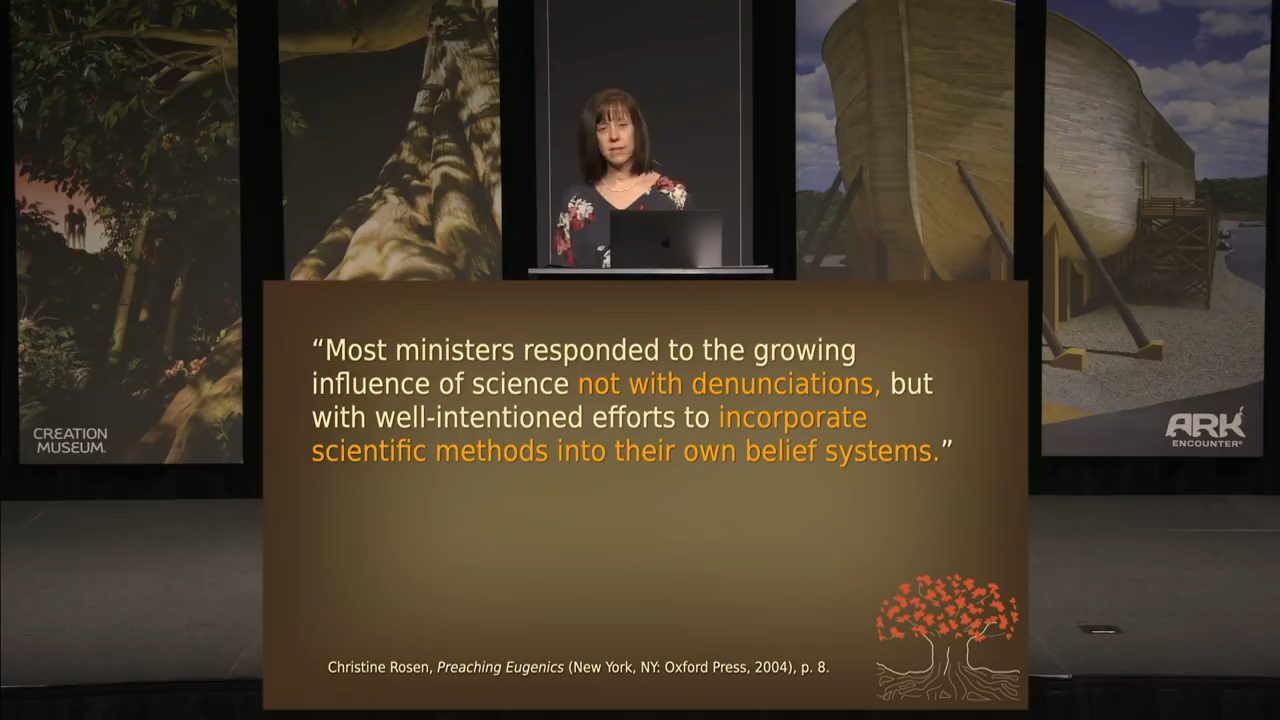 “Most ministers responded to the growing
influence of science not with denunciations, but
with well-intentioned efforts to incorporate
scientific methods into their own belief systems.”
CREATION
MUSEUM
ARK
ENCOUNTER
Christine Rosen, Preaching Eugenics (New York, NY: Oxford Press, 2004), p. 8.